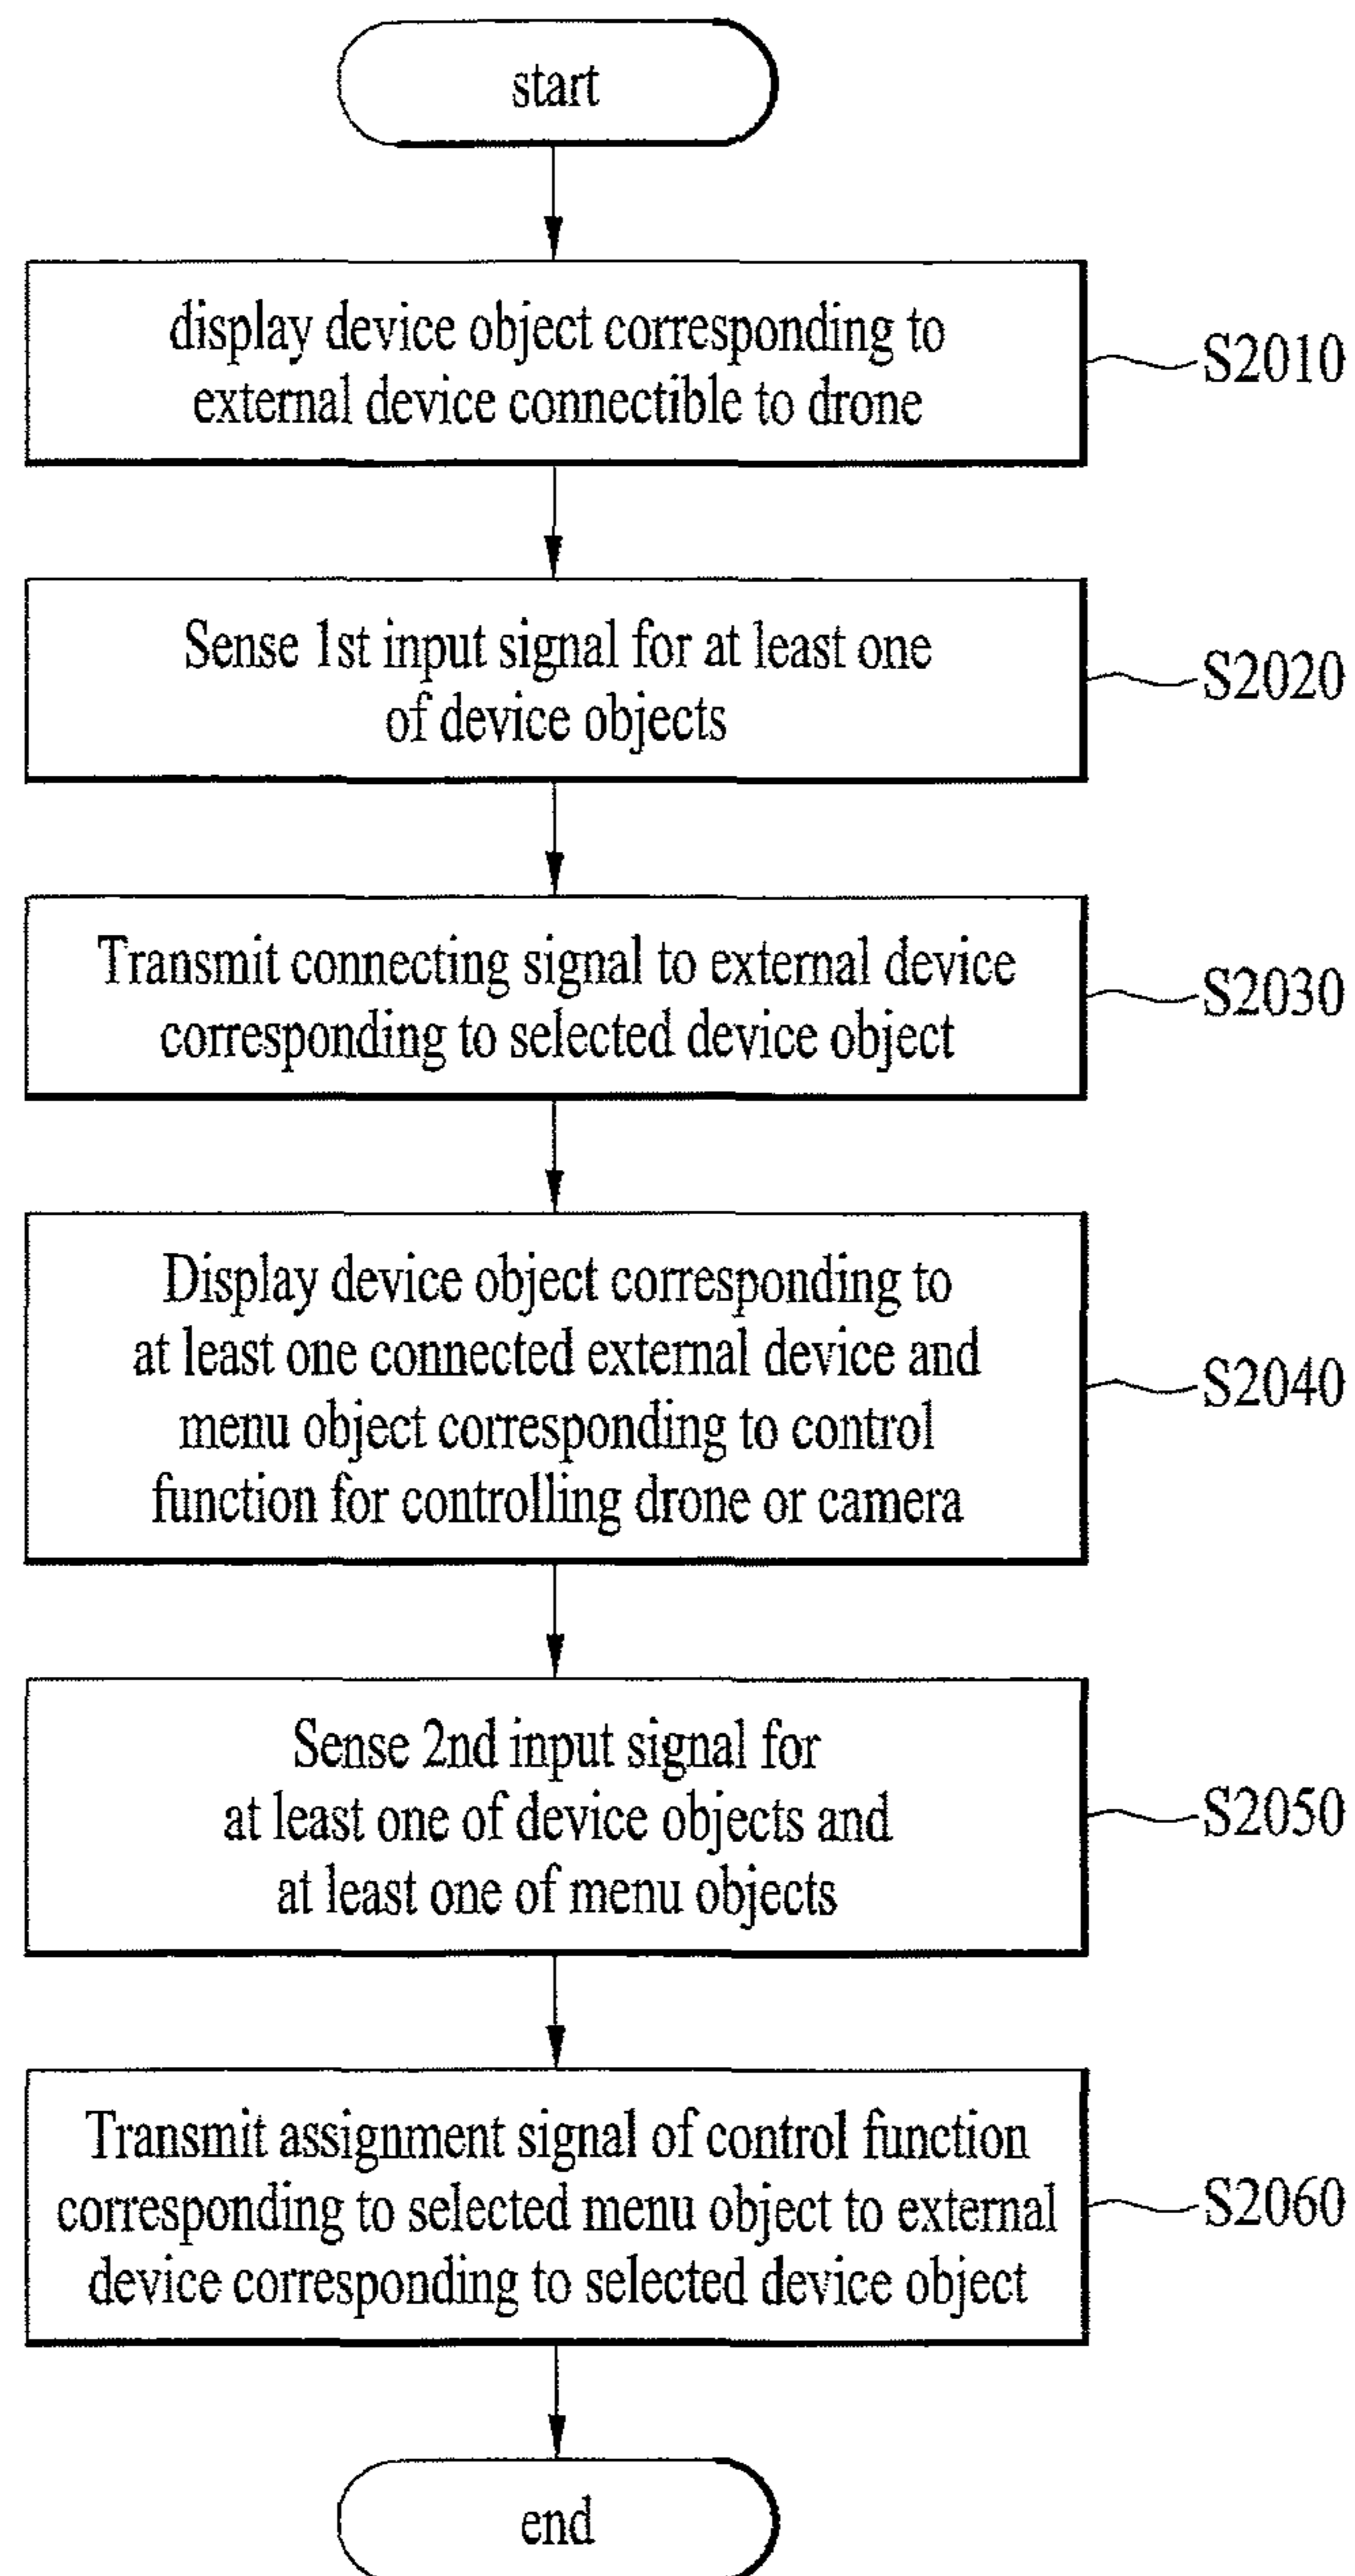 start
display device object corresponding to
external device connectible to drone
S2010
Sense 1st input signal for at least one
of device objects
S2020
Transmit connecting signal to external device
corresponding to selected device object
S2030
Display device object corresponding to
at least one connected external device and
menu object corresponding to control
function for controlling drone or camera
S2040
Sense 2nd input signal for
at least one of device objects and
at least one of menu objects
S2050
Transmit assignment signal of control function
corresponding to selected menu object to external
device corresponding to selected device object
S2060
end